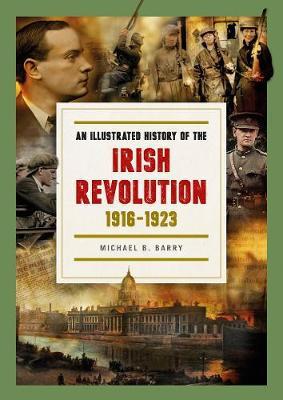 AN ILLUSTRATED HISTORY OF THE
IRISH
REVOLUTION
1916-1923
MICHAEL B. BARRY